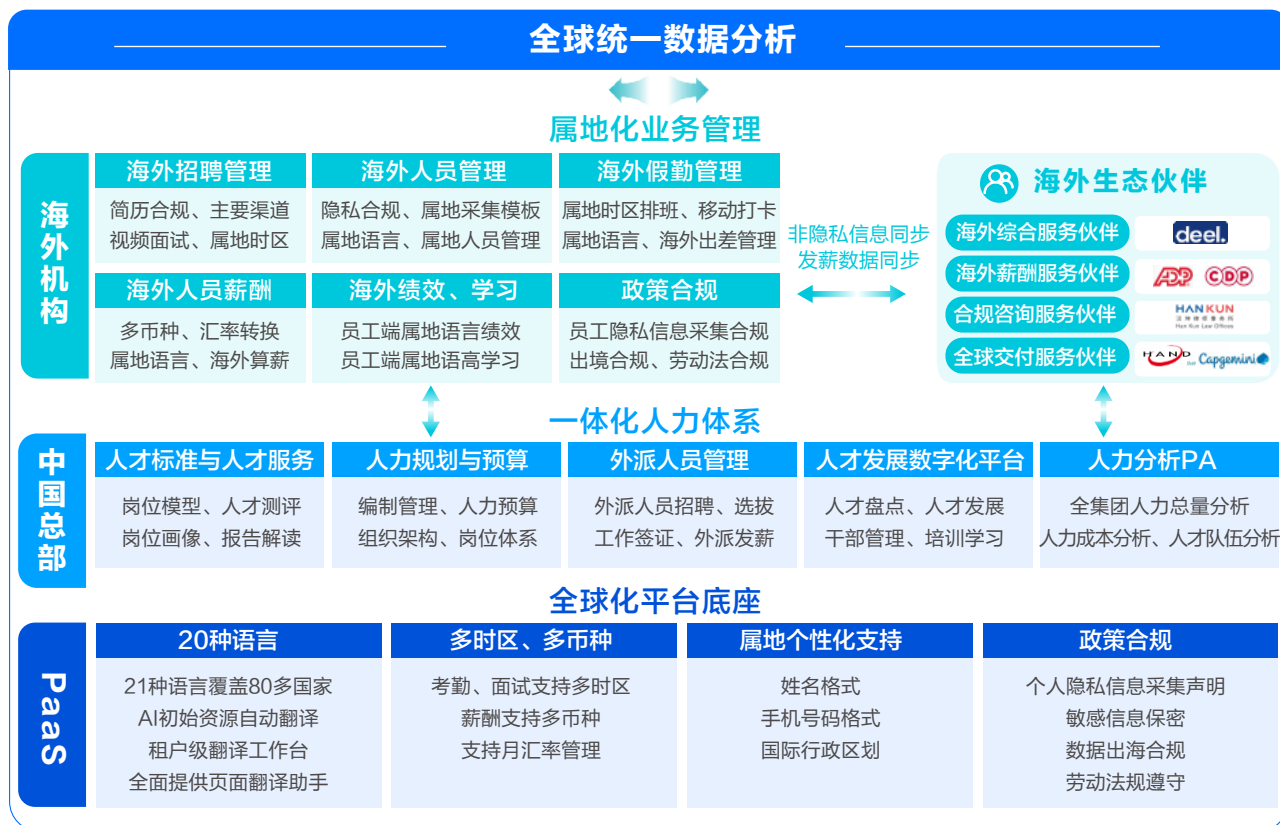 全球统一数据分析
属地化业务管理
海外机构
海外招聘管理
简历合规、主要渠道
视频面试、属地时区
海外人员管理
隐私合规、属地采集模板
属地语言、属地人员管理
海外假勤管理
属地时区排班、移动打卡
属地语言、海外出差管理
海外人员薪酬
多币种、汇率转换
属地语言、海外算薪
海外绩效、学习
员工端属地语言绩效
员工端属地语高学习
政策合规
员工隐私信息采集合规
出境合规、劳动法合规
非隐私信息同步
发薪数据同步
海外生态伙伴
海外综合服务伙伴
deel.
海外薪酬服务伙伴
ADP CDP
合规咨询服务伙伴
HANKUN
汉坤律师事务所
Han Kun Law Offices
全球交付服务伙伴
HAND
Capgemini
一体化人力体系
中国总部
人才标准与人才服务
岗位模型、人才测评
岗位画像、报告解读
人力规划与预算
编制管理、人力预算
组织架构、岗位体系
外派人员管理
外派人员招聘、选拔
工作签证、外派发薪
人才发展数字化平台
人才盘点、人才发展
干部管理、培训学习
人力分析PA
全集团人力总量分析
人力成本分析、人才队伍分析
全球化平台底座
PaaS
20种语言
21种语言覆盖80多国家
AI初始资源自动翻译
租户级翻译工作台
全面提供页面翻译助手
多时区、多币种
考勤、面试支持多时区
薪酬支持多币种
支持月汇率管理
属地个性化支持
姓名格式
手机号码格式
国际行政区划
政策合规
个人隐私信息采集声明
敏感信息保密
数据出海合规
劳动法规遵守